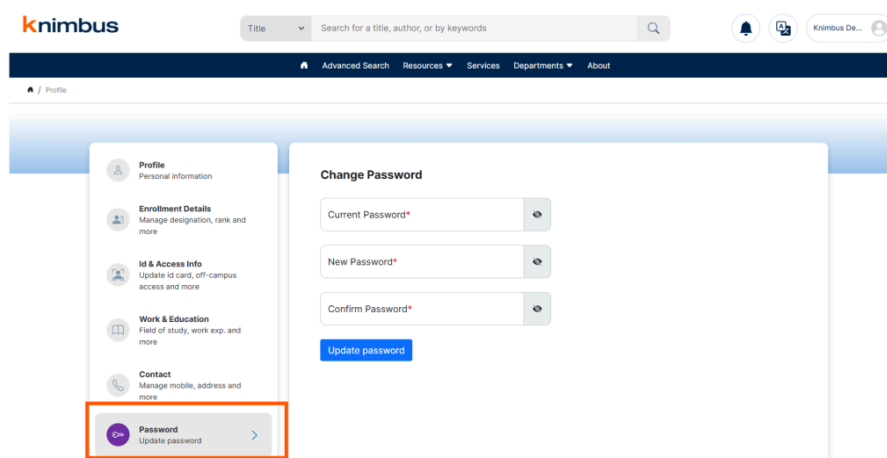 knimbus
Title
Search for a title, author, or by keywords
Knimbus De...
Advanced Search Resources Services Departments About
/ Profile
Profile
Personal information
Enrollment Details
Manage designation, rank and
more
Id & Access Info
Update id card, off-campus
access and more
Work & Education
Field of study, work exp. and
more
Contact
Manage mobile, address and
more
Password
Update password
Change Password
Current Password*
New Password*
Confirm Password*
Update password